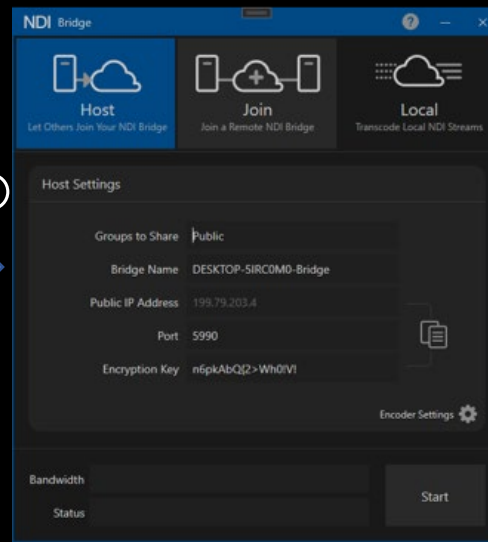 NDI Bridge
Host
Let Others Join Your NDI Bridge
Join
Join a Remote NDI Bridge
Local
Transcode Local NDI Streams
Host Settings
Groups to Share Public
Bridge Name DESKTOP-5IRC0M0-Bridge
Public IP Address 199.79.203.4
Port 5990
Encryption Key n6pkAbQ[2>Wh0!V!
Encoder Settings
Bandwidth
Status
Start